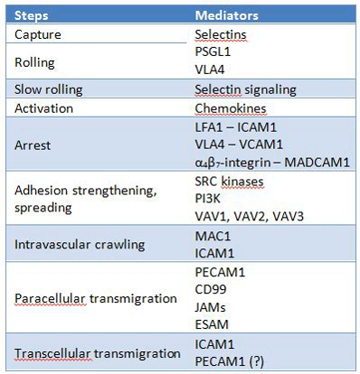 Steps Mediators
Capture Selectins
Rolling PSGL1
VLA4
Slow rolling Selectin signaling
Activation Chemokines
Arrest LFA1 – ICAM1
VLA4 – VCAM1
α₄β₇-integrin – MADCAM1
Adhesion strengthening, spreading SRC kinases
PI3K
VAV1, VAV2, VAV3
Intravascular crawling MAC1
ICAM1
Paracellular transmigration PECAM1
CD99
JAMs
ESAM
Transcellular transmigration ICAM1
PECAM1 (?)